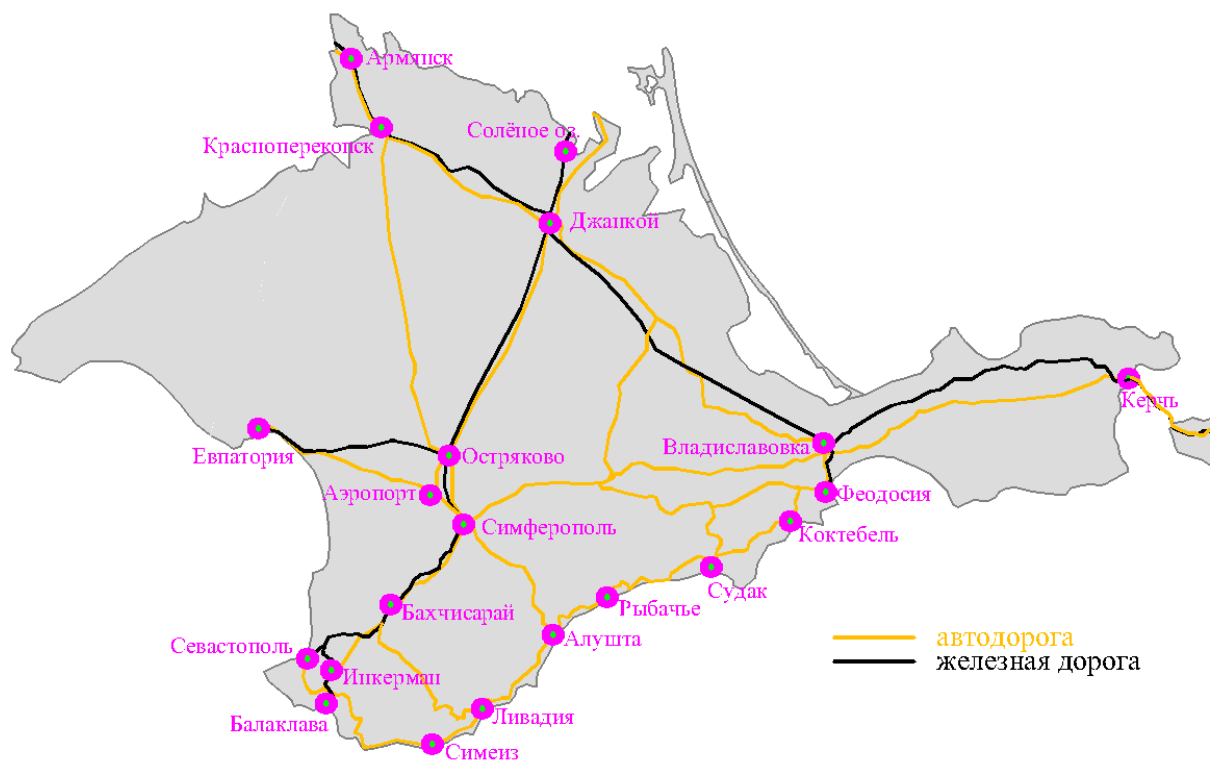 Армянск
Солёное оз.
Красноперекопск
Джанкой
Керчь
Евпатория
Остряково
Владиславовка
Аэропорт
Феодосия
Симферополь
Коктебель
Судак
Бахчисарай
Рыбачье
Алушта
автодорога
Севастополь
железная дорога
Инкерман
Балаклава
Ливадия
Симеиз